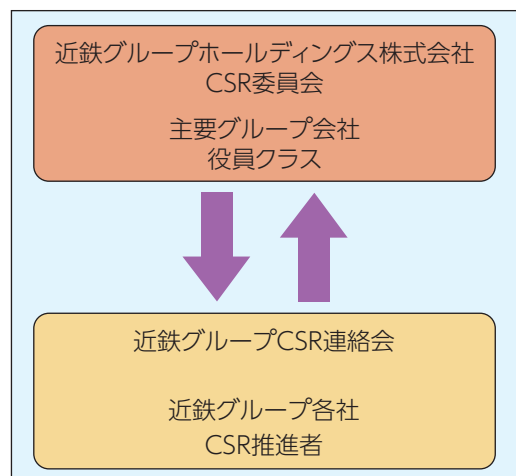 近鉄グループホールディングス株式会社
CSR委員会
主要グループ会社
役員クラス
近鉄グループCSR連絡会
近鉄グループ各社
CSR推進者